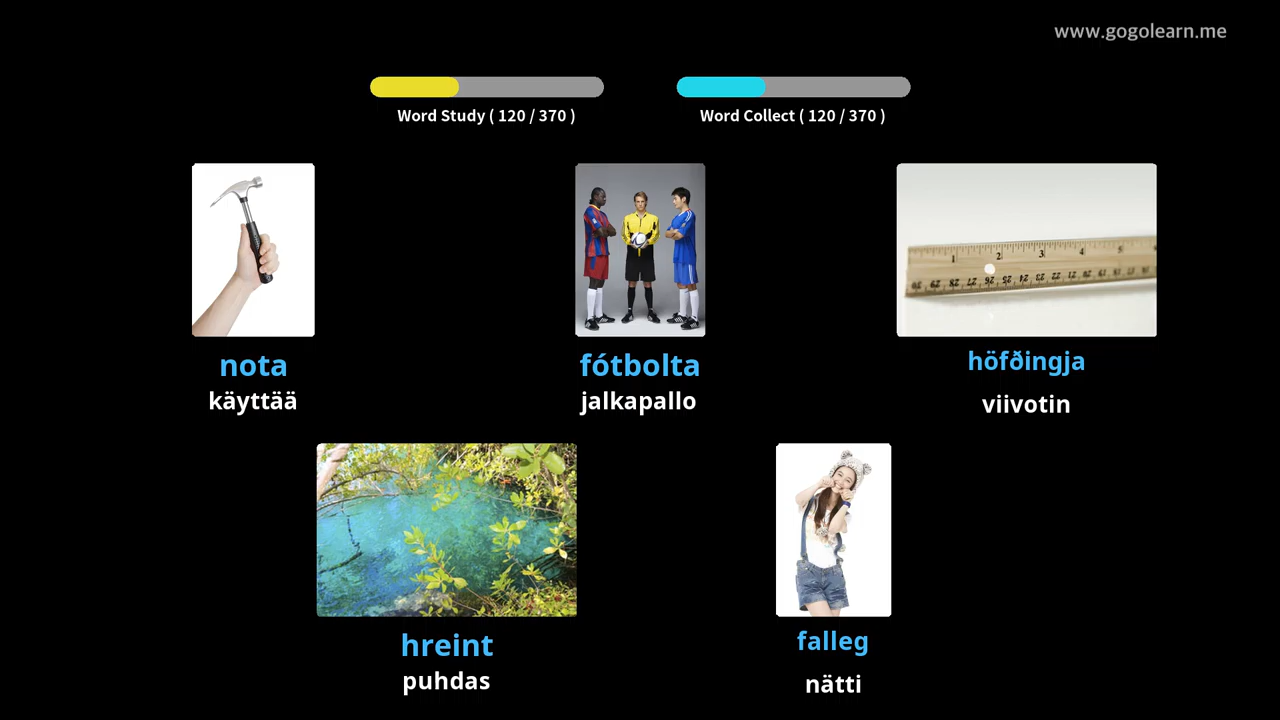 www.gogolearn.me
Word Study ( 120 / 370 )
Word Collect ( 120 / 370 )
nota
käyttää
fótbolta
jalkapallo
höfðingja
viivotin
hreint
puhdas
falleg
nätti